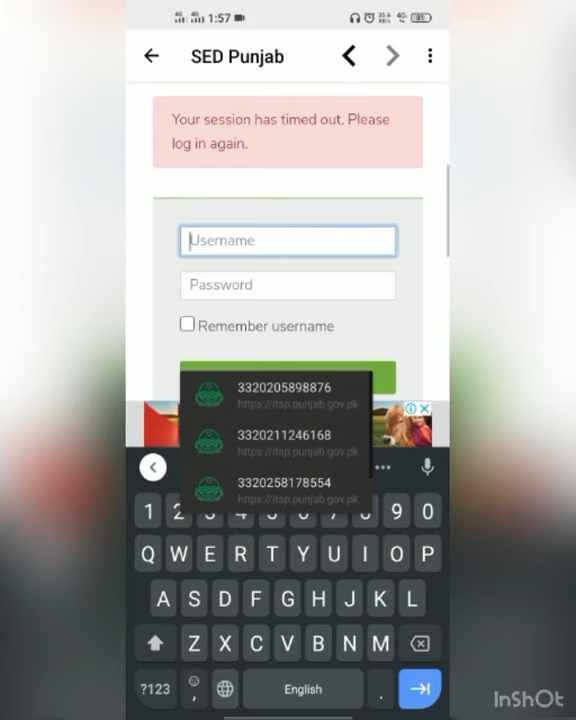 1:57
SED Punjab
Your session has timed out. Please
log in again.
Username
Password
Remember username
3320205898876
https://itsp.punjab.gov.pk
3320211246168
https://itsp.punjab.gov.pk
3320258178554
https://itsp.punjab.gov.pk
1 2 3 4 5 6 7 8 9 0
Q W E R T Y U I O P
A S D F G H J K L
Z X C V B N M
?123 , English .
InShOt